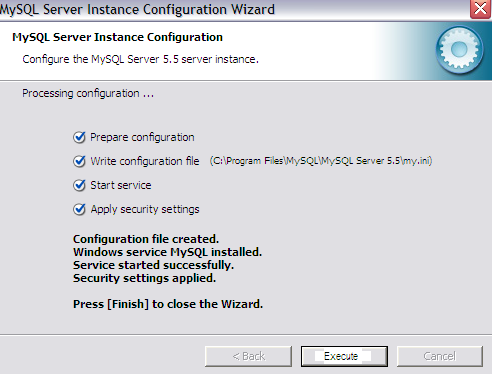 MySQL Server Instance Configuration Wizard
MySQL Server Instance Configuration
Configure the MySQL Server 5.5 server instance.
Processing configuration ...
Prepare configuration
Write configuration file (C:\Program Files\MySQL\MySQL Server 5.5\my.ini)
Start service
Apply security settings
Configuration file created.
Windows service MySQL installed.
Service started successfully.
Security settings applied.
Press [Finish] to close the Wizard.
< Back Execute Cancel